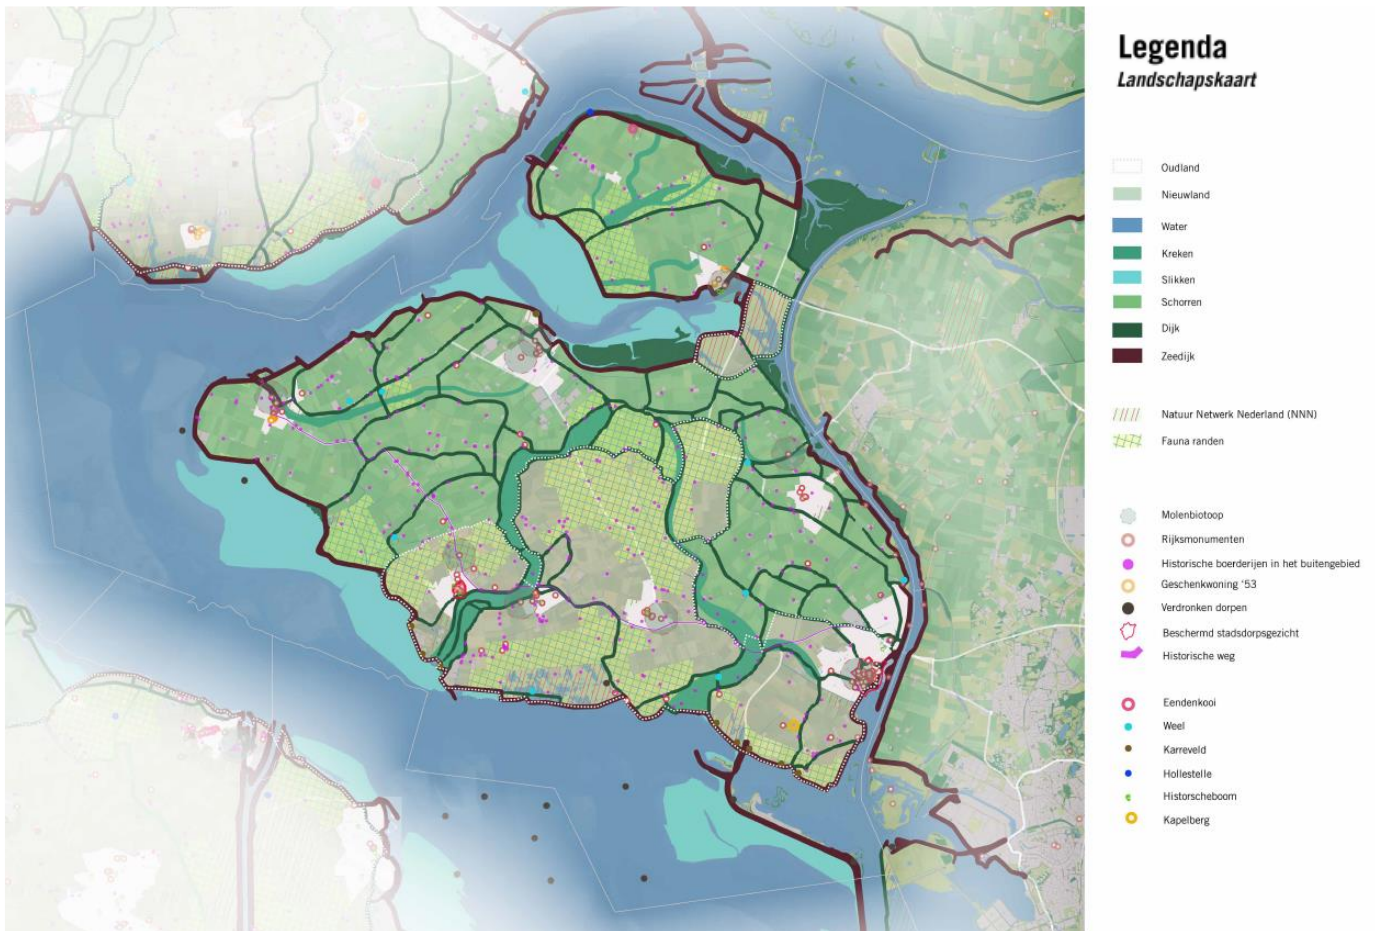 Legenda
Landschapskaart
Oudland
Nieuwland
Water
Kreken
Slikken
Schorren
Dijk
Zeedijk
Natuur Netwerk Nederland (NNN)
Fauna randen
Molenbiotoop
Rijksmonumenten
Historische boerderijen in het buitengebied
Geschenkwoning '53
Verdronken dorpen
Beschermd stadsdorpsgezicht
Historische weg
Eendenkooi
Weel
Karreveld
Hollestelle
Historscheboom
Kapelberg